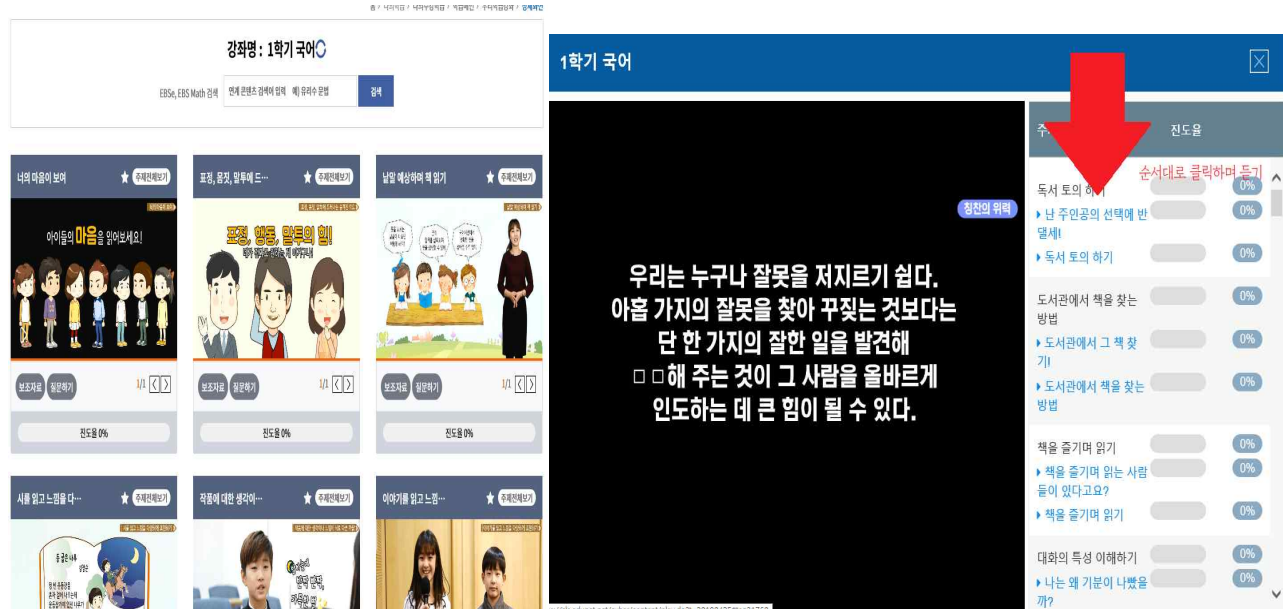 강좌명 : 1학기 국어
EBSe, EBS Math 검색
연계 콘텐츠 검색어 입력 예) 유리수 문법
검색
너의 마음이 보여 ★ 주제전체보기
아이들의 마음을 읽어보세요!
보조자료 질문하기 1/1
진도율 0%
표정, 몸짓, 말투에 드… ★ 주제전체보기
표정, 행동, 말투의 힘!
보조자료 질문하기 1/1
진도율 0%
낱말 예상하며 책 읽기 ★ 주제전체보기
보조자료 질문하기 1/1
진도율 0%
시를 읽고 느낌을 다… ★ 주제전체보기
작품에 대한 생각이… ★ 주제전체보기
이야기를 읽고 느낌… ★ 주제전체보기
1학기 국어
칭찬의 위력
우리는 누구나 잘못을 저지르기 쉽다.
아홉 가지의 잘못을 찾아 꾸짖는 것보다는
단 한 가지의 잘한 일을 발견해
□ □해 주는 것이 그 사람을 올바르게
인도하는 데 큰 힘이 될 수 있다.
진도율
순서대로 클릭하며 듣기
독서 토의 하기 0%
▸ 난 주인공의 선택에 반 0%
댈세!
▸ 독서 토의 하기 0%
도서관에서 책을 찾는 0%
방법
▸ 도서관에서 그 책 찾 0%
기!
▸ 도서관에서 책을 찾는 0%
방법
책을 즐기며 읽기 0%
▸ 책을 즐기며 읽는 사람 0%
들이 있다고요?
▸ 책을 즐기며 읽기 0%
대화의 특성 이해하기 0%
▸ 나는 왜 기분이 나빴을 0%
까?